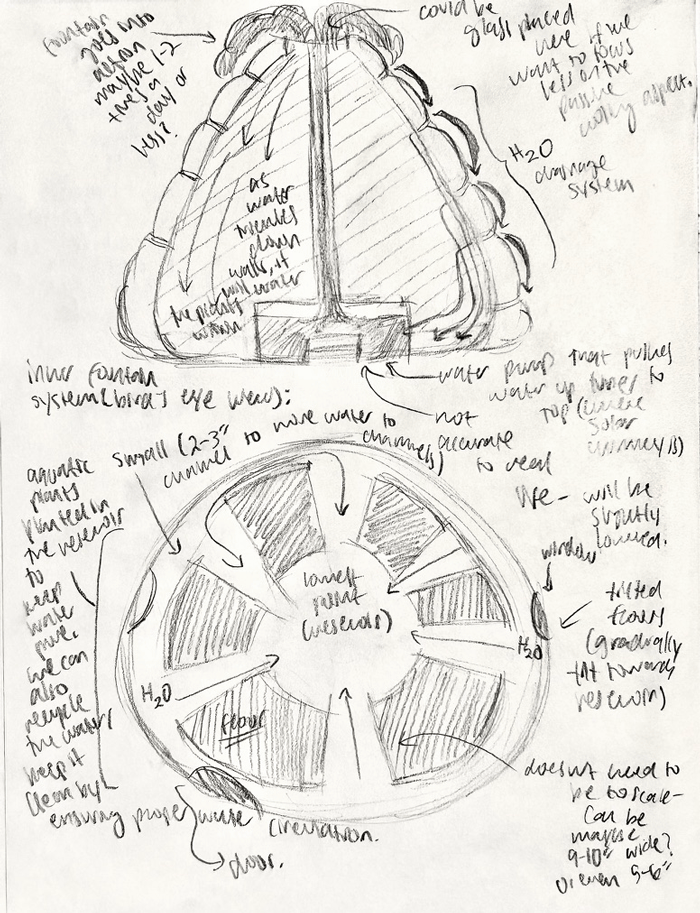 fountain
goes into
action
maybe 1-2
times a
day or
less?
could be
glass placed
here if we
want to focus
less on the
passive
cooling aspect.
H2O
drainage
system
as
water
trickles
down
walls, it
will water
the plants
within
water pump that pushes
water up tower to
top (where
solar
chimney is)
not
accurate
to real
life - will be
slightly
lowered.
inner fountain
system (bird's eye view):
small (2-3"
channel to move water to
channels)
aquatic
plants
planted in
the reservoir
to
keep
water
pure.
we can
also
recycle
the water/
keep it
clean by
ensuring proper water circulation.
lowest
point
(reservoir)
window
tilted
floors
(gradually
tilt towards
reservoir)
H2O
H2O
floor
door.
doesn't need to
be to scale-
can be
maybe
9-10" wide?
or even 5-6"